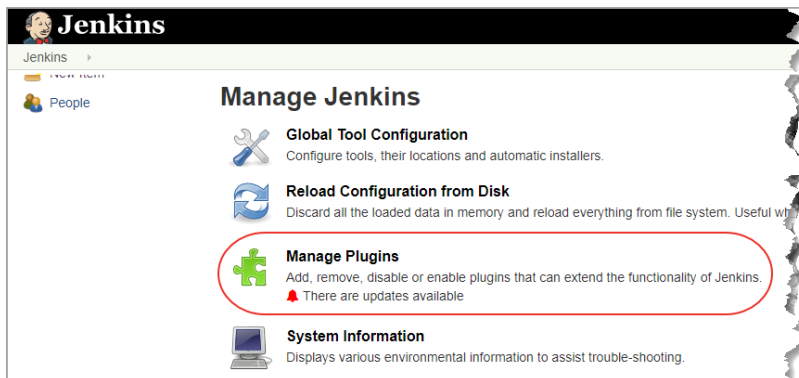 Jenkins
Jenkins
New Item
People
Manage Jenkins
Global Tool Configuration
Configure tools, their locations and automatic installers.
Reload Configuration from Disk
Discard all the loaded data in memory and reload everything from file system. Useful
Manage Plugins
Add, remove, disable or enable plugins that can extend the functionality of Jenkins.
There are updates available
System Information
Displays various environmental information to assist trouble-shooting.